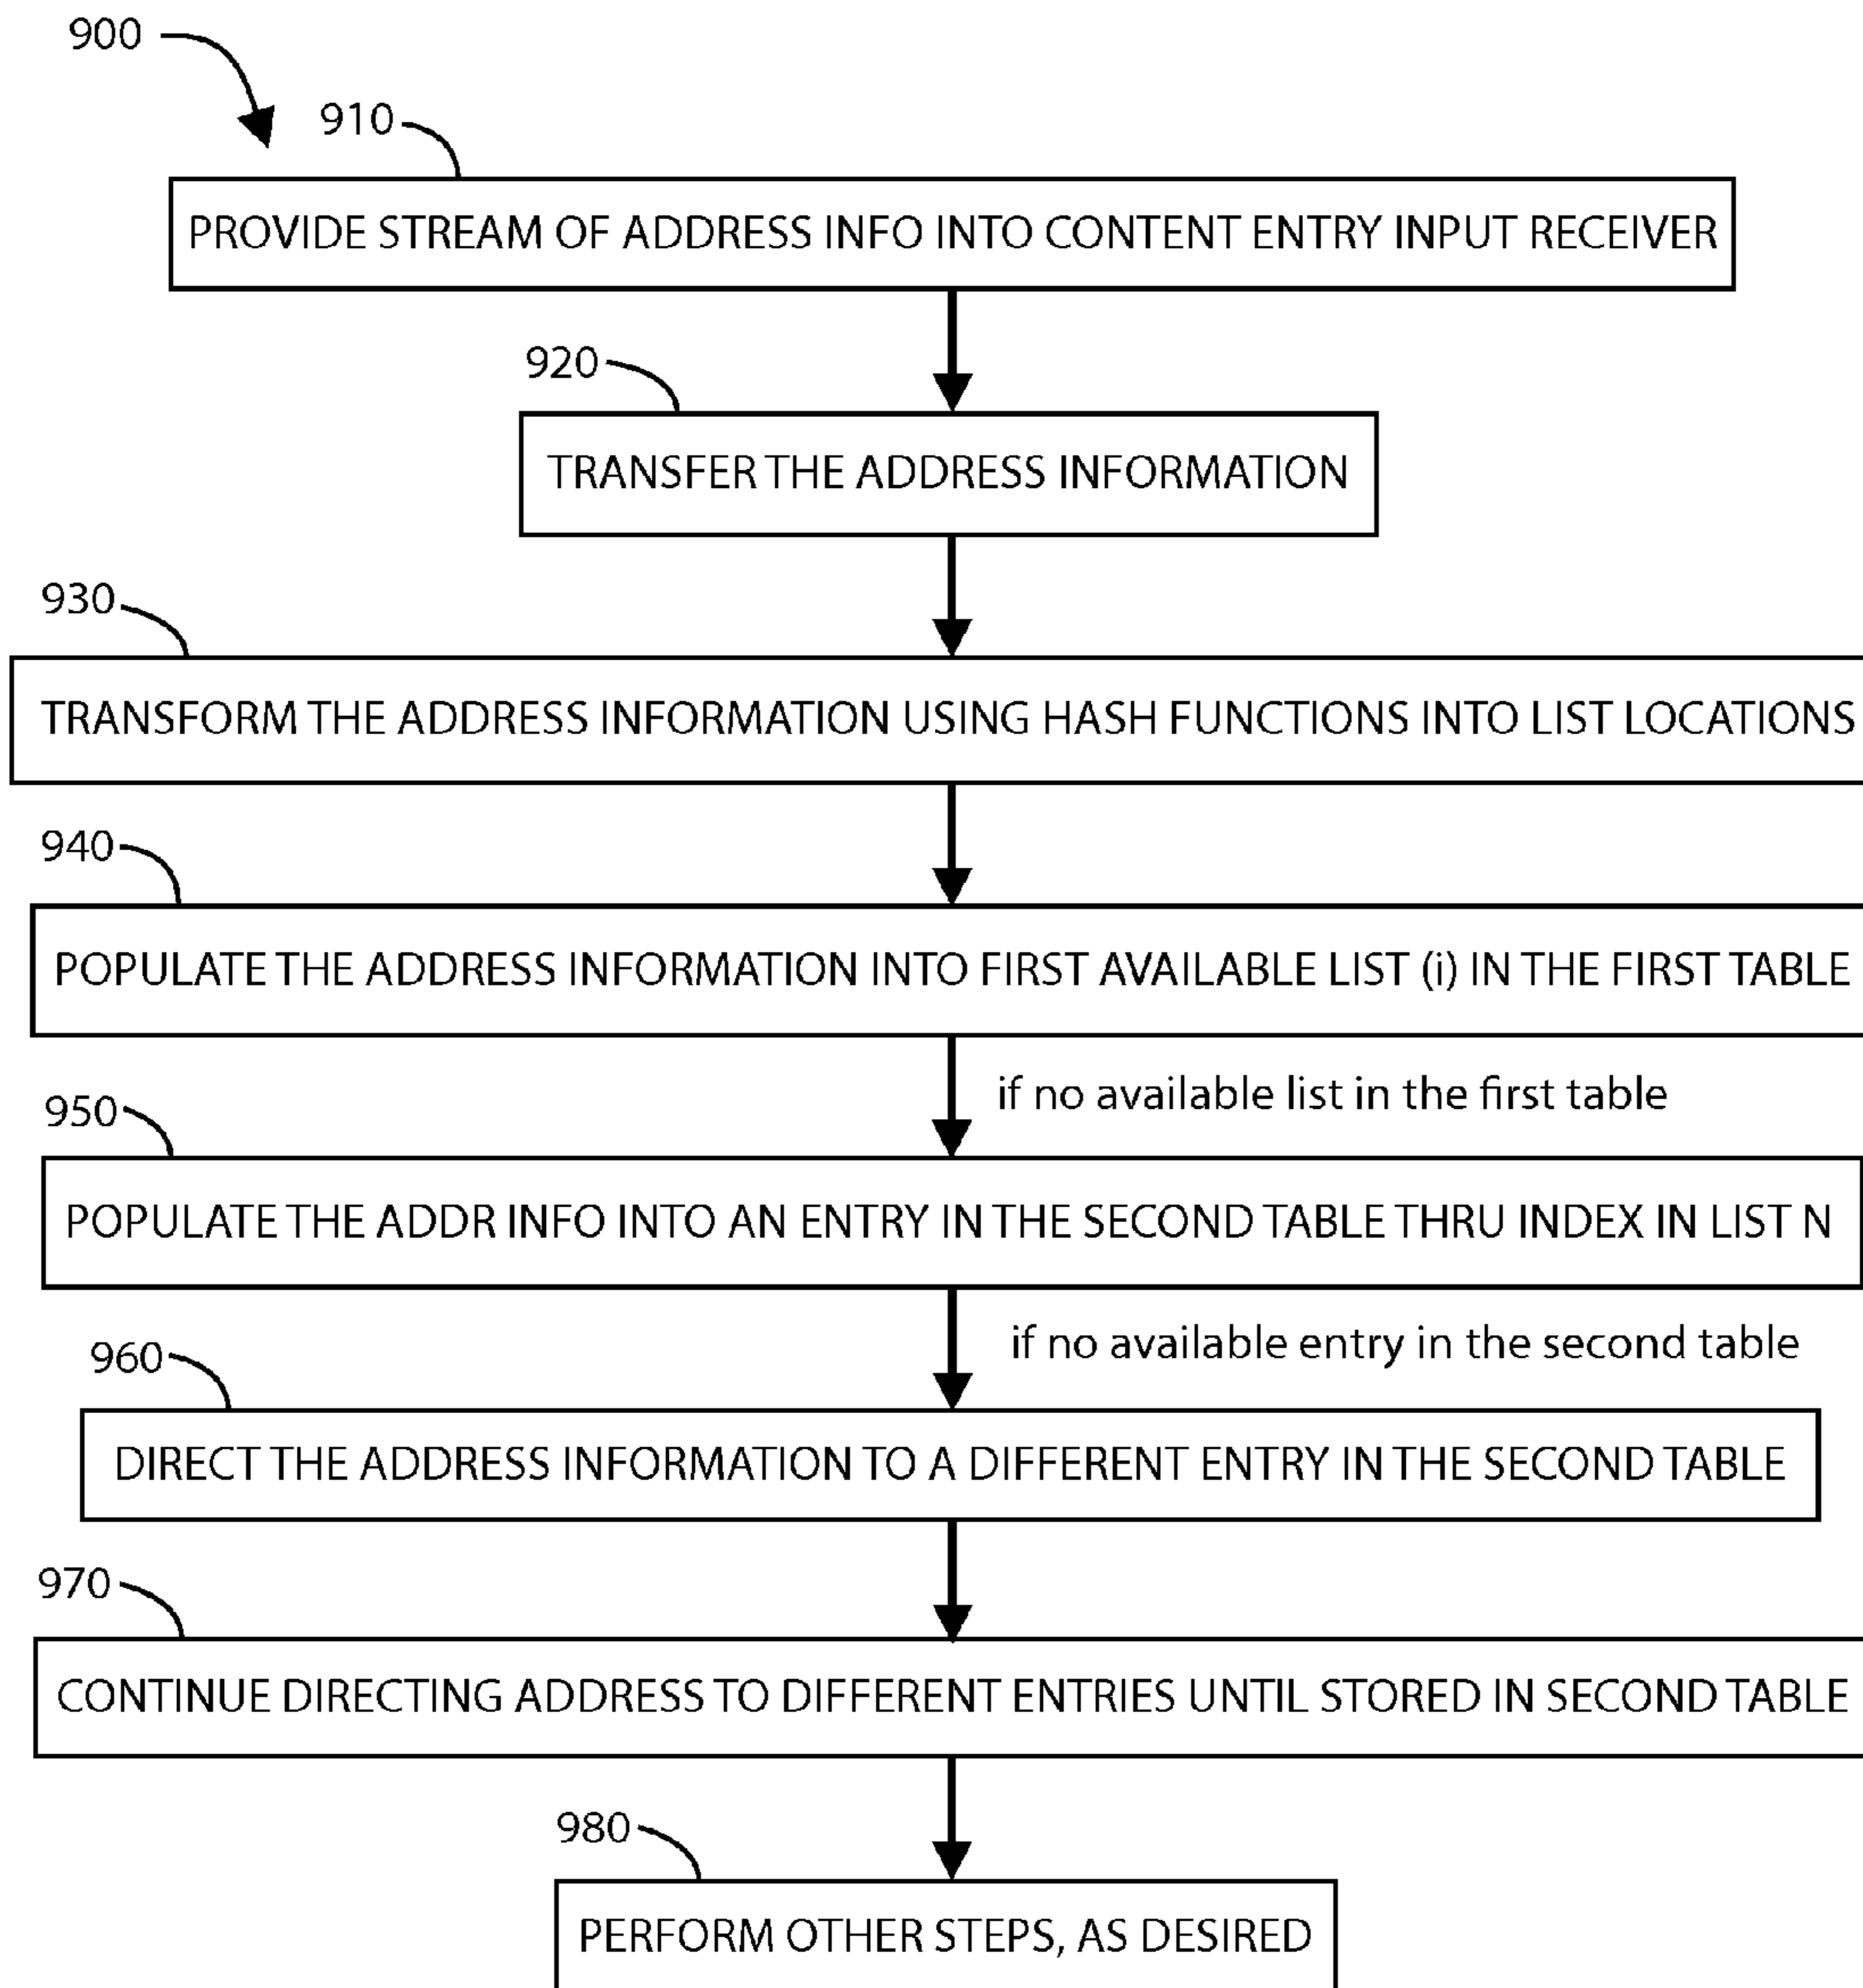 900
910
PROVIDE STREAM OF ADDRESS INFO INTO CONTENT ENTRY INPUT RECEIVER
920
TRANSFER THE ADDRESS INFORMATION
930
TRANSFORM THE ADDRESS INFORMATION USING HASH FUNCTIONS INTO LIST LOCATIONS
940
POPULATE THE ADDRESS INFORMATION INTO FIRST AVAILABLE LIST (i) IN THE FIRST TABLE
if no available list in the first table
950
POPULATE THE ADDR INFO INTO AN ENTRY IN THE SECOND TABLE THRU INDEX IN LIST N
if no available entry in the second table
960
DIRECT THE ADDRESS INFORMATION TO A DIFFERENT ENTRY IN THE SECOND TABLE
970
CONTINUE DIRECTING ADDRESS TO DIFFERENT ENTRIES UNTIL STORED IN SECOND TABLE
980
PERFORM OTHER STEPS, AS DESIRED